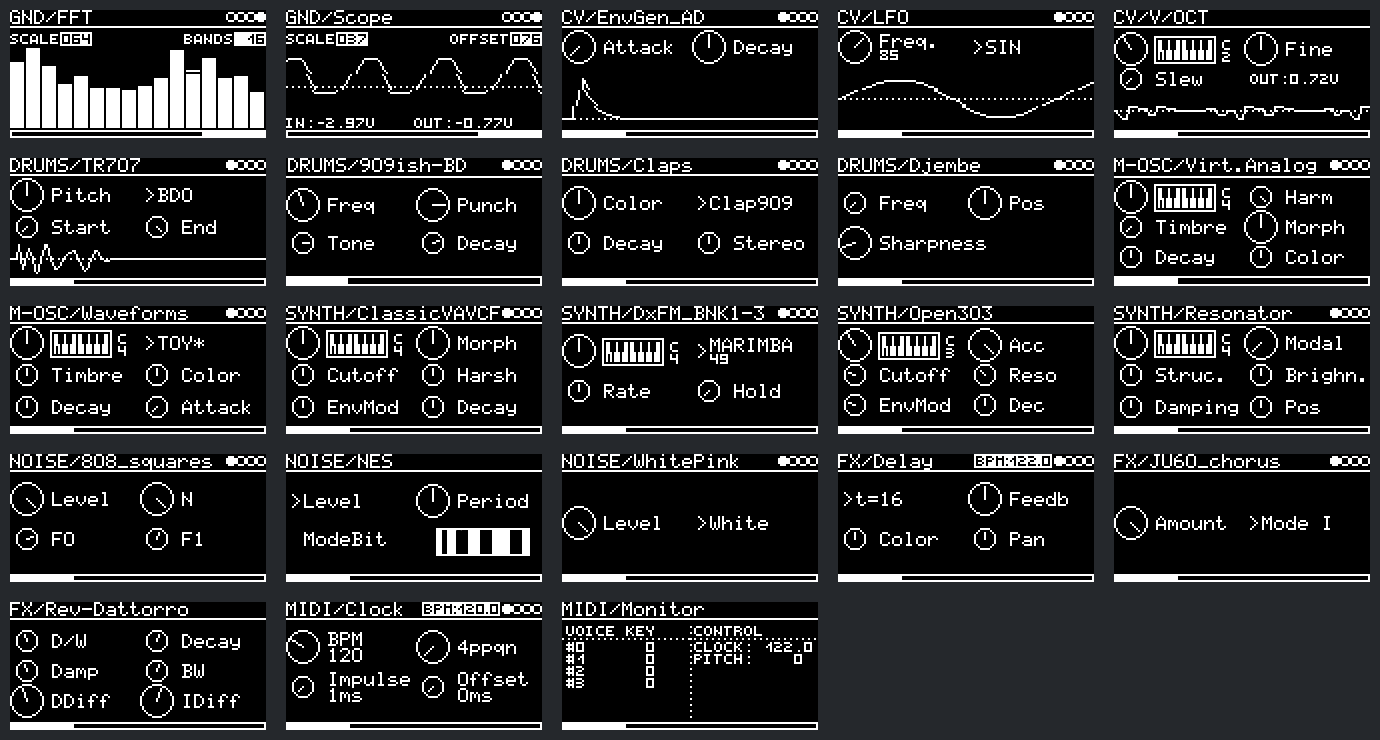 GND/FFT
SCALE 064 BANDS 16
GND/Scope
SCALE 037 OFFSET 076
IN:-2.97V OUT:-0.77V
CV/EnvGen_AD
Attack Decay
CV/LFO
Freq. >SIN
85
CV/V/OCT
C Fine
2
Slew OUT:0.72V
DRUMS/TR707
Pitch >BD0
Start End
DRUMS/909ish-BD
Freq Punch
Tone Decay
DRUMS/Claps
Color >Clap909
Decay Stereo
DRUMS/Djembe
Freq Pos
Sharpness
M-OSC/Virt.Analog
C Harm
4
Timbre Morph
Decay Color
M-OSC/Waveforms
C >TOY*
4
Timbre Color
Decay Attack
SYNTH/ClassicVAVCF
C Morph
4
Cutoff Harsh
EnvMod Decay
SYNTH/DxFM_BNK1-3
C >MARIMBA
4 49
Rate Hold
SYNTH/Open303
C Acc
3
Cutoff Reso
EnvMod Dec
SYNTH/Resonator
C Modal
4
Struc. Brighn.
Damping Pos
NOISE/808_squares
Level N
F0 F1
NOISE/NES
>Level Period
ModeBit
NOISE/WhitePink
Level >White
FX/Delay BPM:122.0
>t=16 Feedb
Color Pan
FX/JU60_chorus
Amount >Mode I
FX/Rev-Dattorro
D/W Decay
Damp BW
DDiff IDiff
MIDI/Clock BPM:120.0
BPM 4ppqn
120
Impulse Offset
1ms 0ms
MIDI/Monitor
VOICE KEY CONTROL
#0 0 CLOCK: 122.0
#1 0 PITCH: 0
#2 0
#3 0